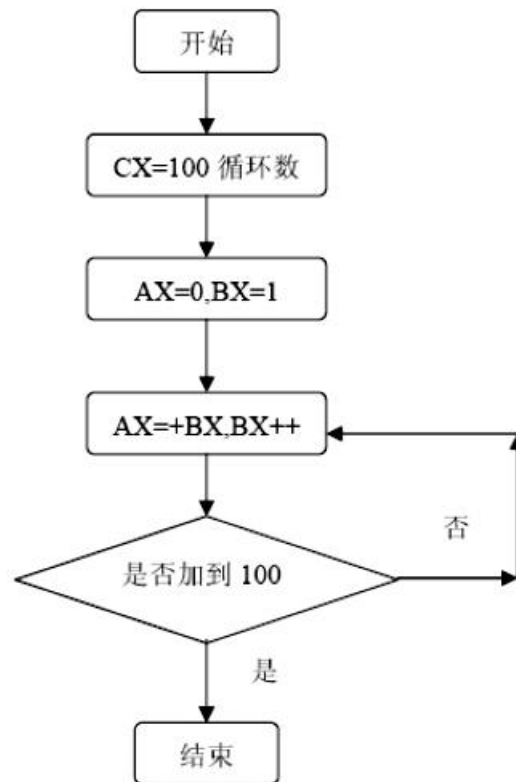 开始
CX=100 循环数
AX=0,BX=1
AX=+BX,BX++
否
是否加到 100
是
结束